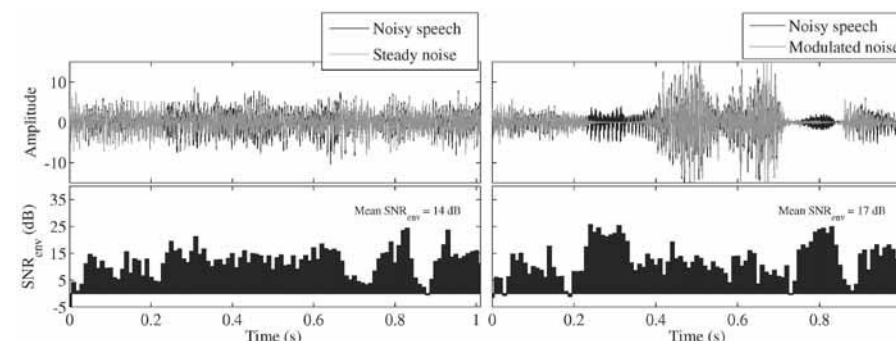 Noisy speech
Steady noise
Noisy speech
Modulated noise
Amplitude
10
0
-10
SNRenv (dB)
35
25
15
5
-5
Mean SNRenv = 14 dB
Mean SNRenv = 17 dB
0 0.2 0.4 0.6 0.8 1
Time (s)
0 0.2 0.4 0.6 0.8
Time (s)